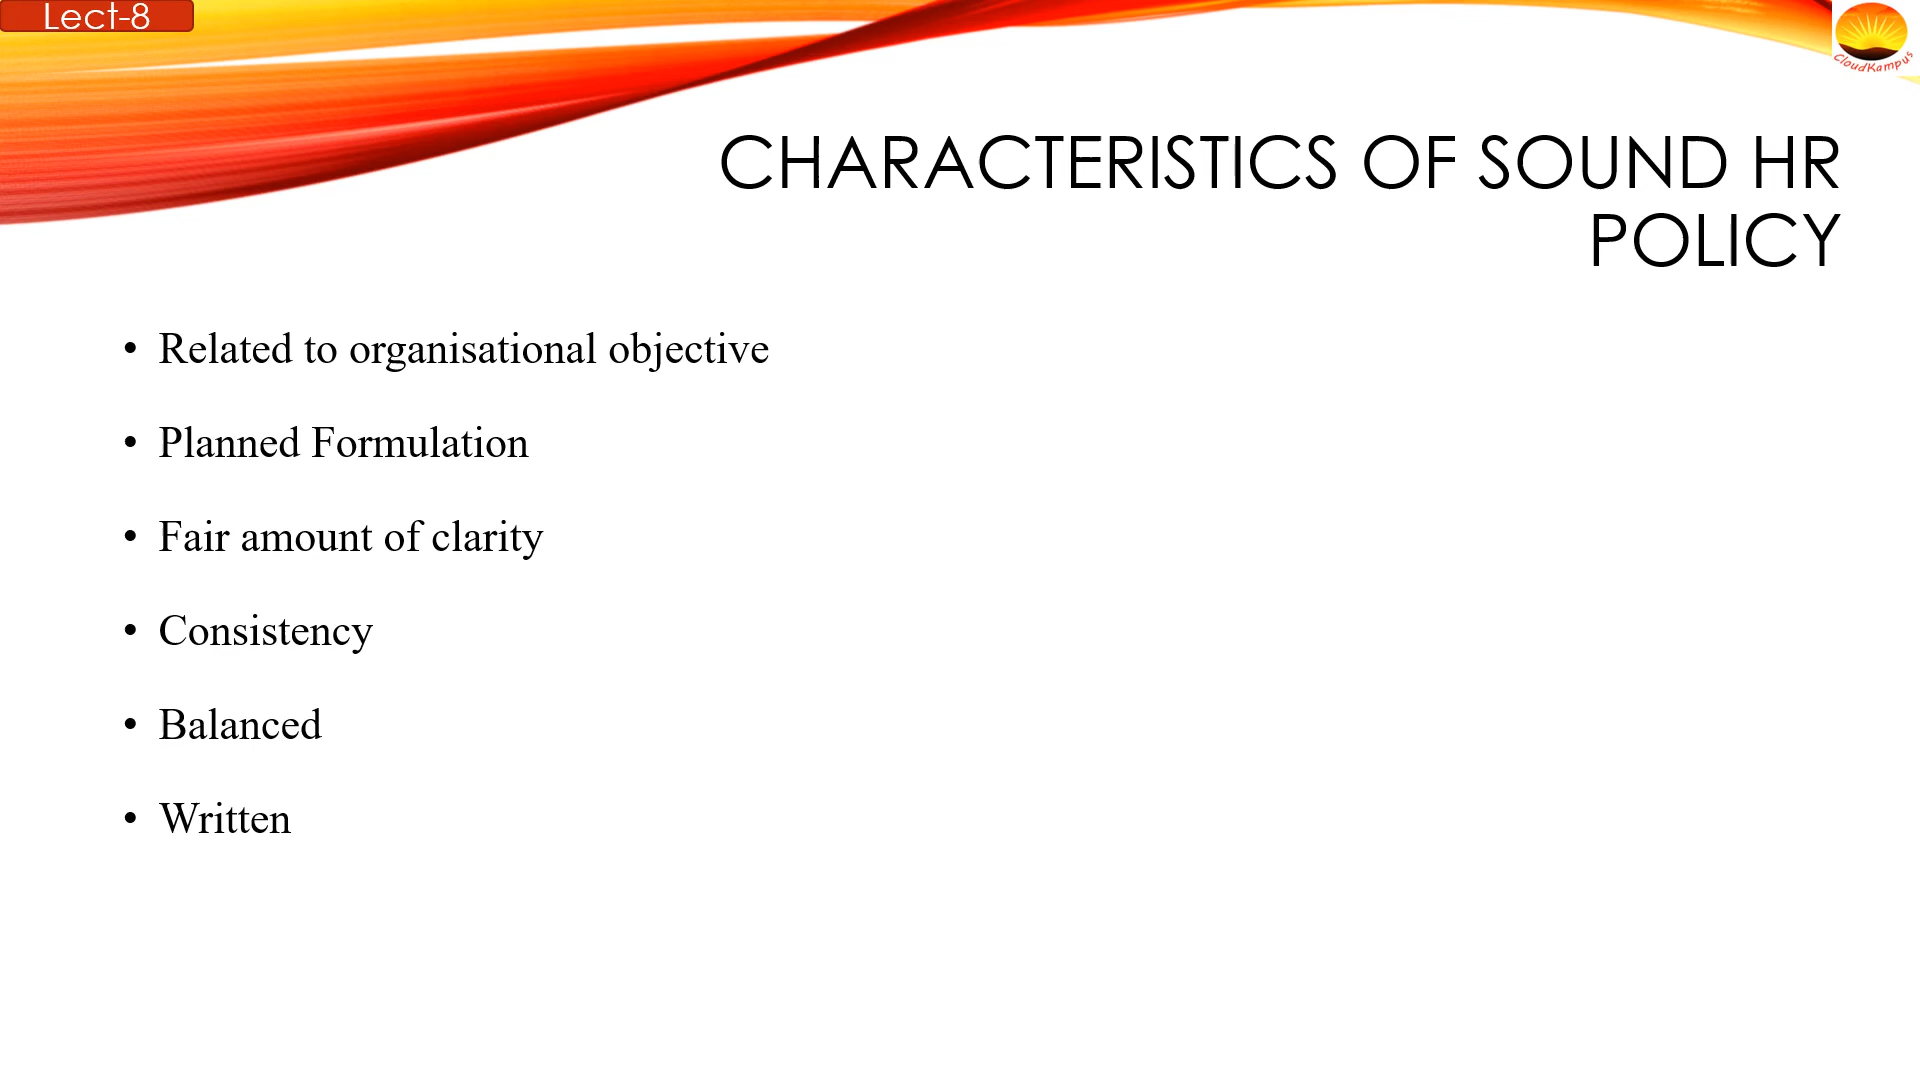 Lect-8
CloudKampus
CHARACTERISTICS OF SOUND HR
POLICY
• Related to organisational objective
• Planned Formulation
• Fair amount of clarity
• Consistency
• Balanced
• Written